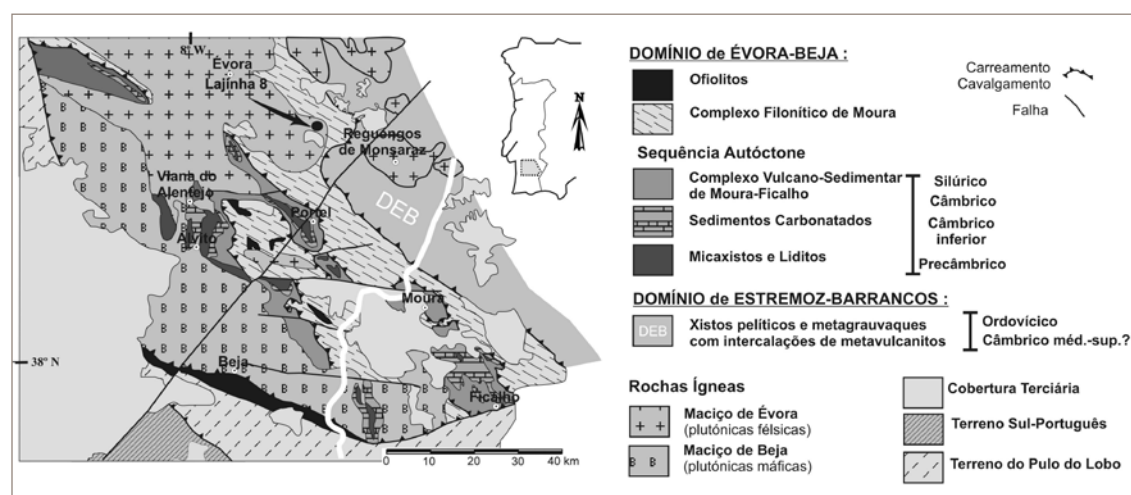 8º W
Évora
Lajínha 8
Reguengos
de Monsaraz
Viana do
Alentejo
Portel
Alvito
DEB
Moura
38º N
Beja
Ficalho
0 10 20 30 40 km
N
DOMÍNIO de ÉVORA-BEJA :
Ofiolitos
Complexo Filonítico de Moura
Carreamento
Cavalgamento
Falha
Sequência Autóctone
Complexo Vulcano-Sedimentar
de Moura-Ficalho
Sedimentos Carbonatados
Micaxistos e Liditos
Silúrico
Câmbrico
Câmbrico
inferior
Precâmbrico
DOMÍNIO de ESTREMOZ-BARRANCOS :
DEB
Xistos pelíticos e metagrauvaques
com intercalações de metavulcanitos
Ordovícico
Câmbrico méd.-sup.?
Rochas Ígneas
Maciço de Évora
(plutónicas félsicas)
B B
Maciço de Beja
(plutónicas máficas)
Cobertura Terciária
Terreno Sul-Português
Terreno do Pulo do Lobo